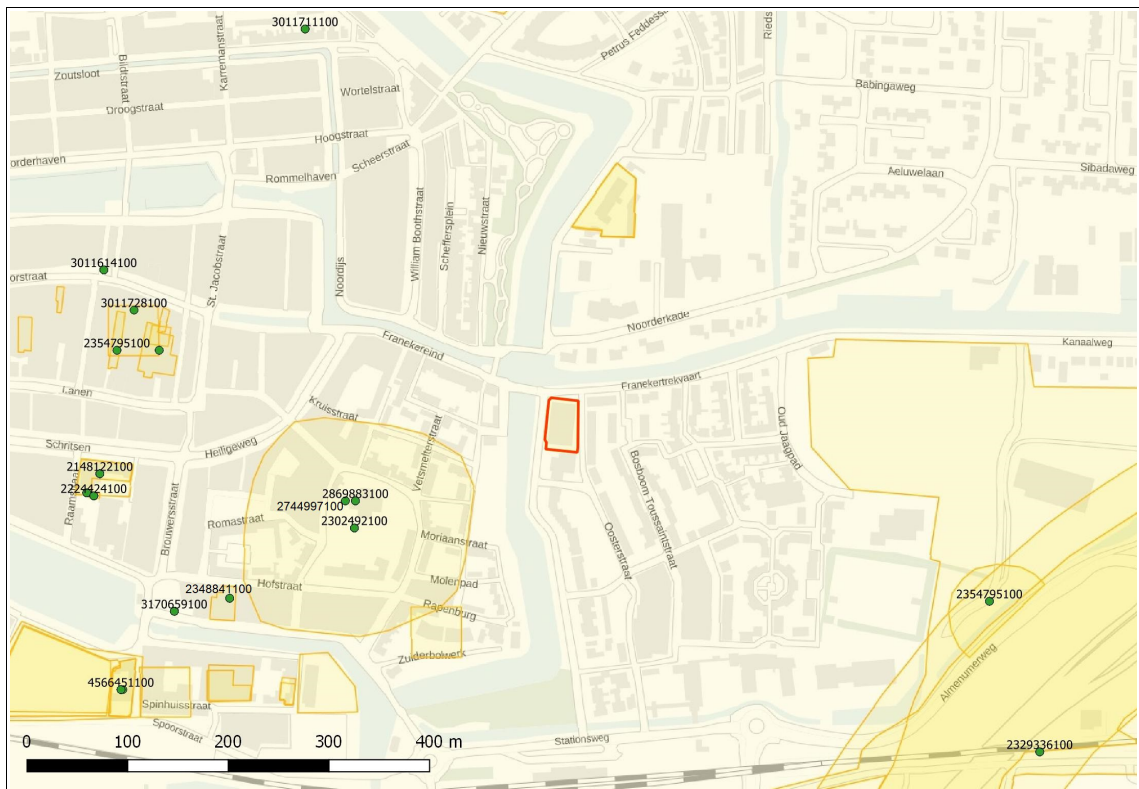 3011711100
Petrus Feddess
Rieds
Karremanstraat
Bildtstraat
Zoutsloot
Wortelstraat
Babingaweg
Droogstraat
Hoogstraat
Scheerstraat
orderhaven
Rommelhaven
Aeluwelaan
Sibadaweg
William Boothstraat
Scheffersplein
Nieuwstraat
St. Jacobstraat
Noordijs
3011614100
orstraat
3011728100
Noorderkade
2354795100
Franekereind
Kanaalweg
Franekertrekvaart
Lanen
Kruisstraat
Oud Jaagpad
Schritsen
Heiligeweg
Vetsmelterstraat
Bosboom Toussaintstraat
2148122100
2224424100
Raamstraat
Brouwersstraat
2869883100
2744997100
Romastraat
2302492100
Moriaanstraat
Oosterstraat
Molenpad
Hofstraat
2348841100
2354795100
3170659100
Rapenburg
Zuiderbolwerk
Almenumerweg
4566451100
Spinhuisstraat
Spoorstraat
Stationsweg
0 100 200 300 400 m
2329336100